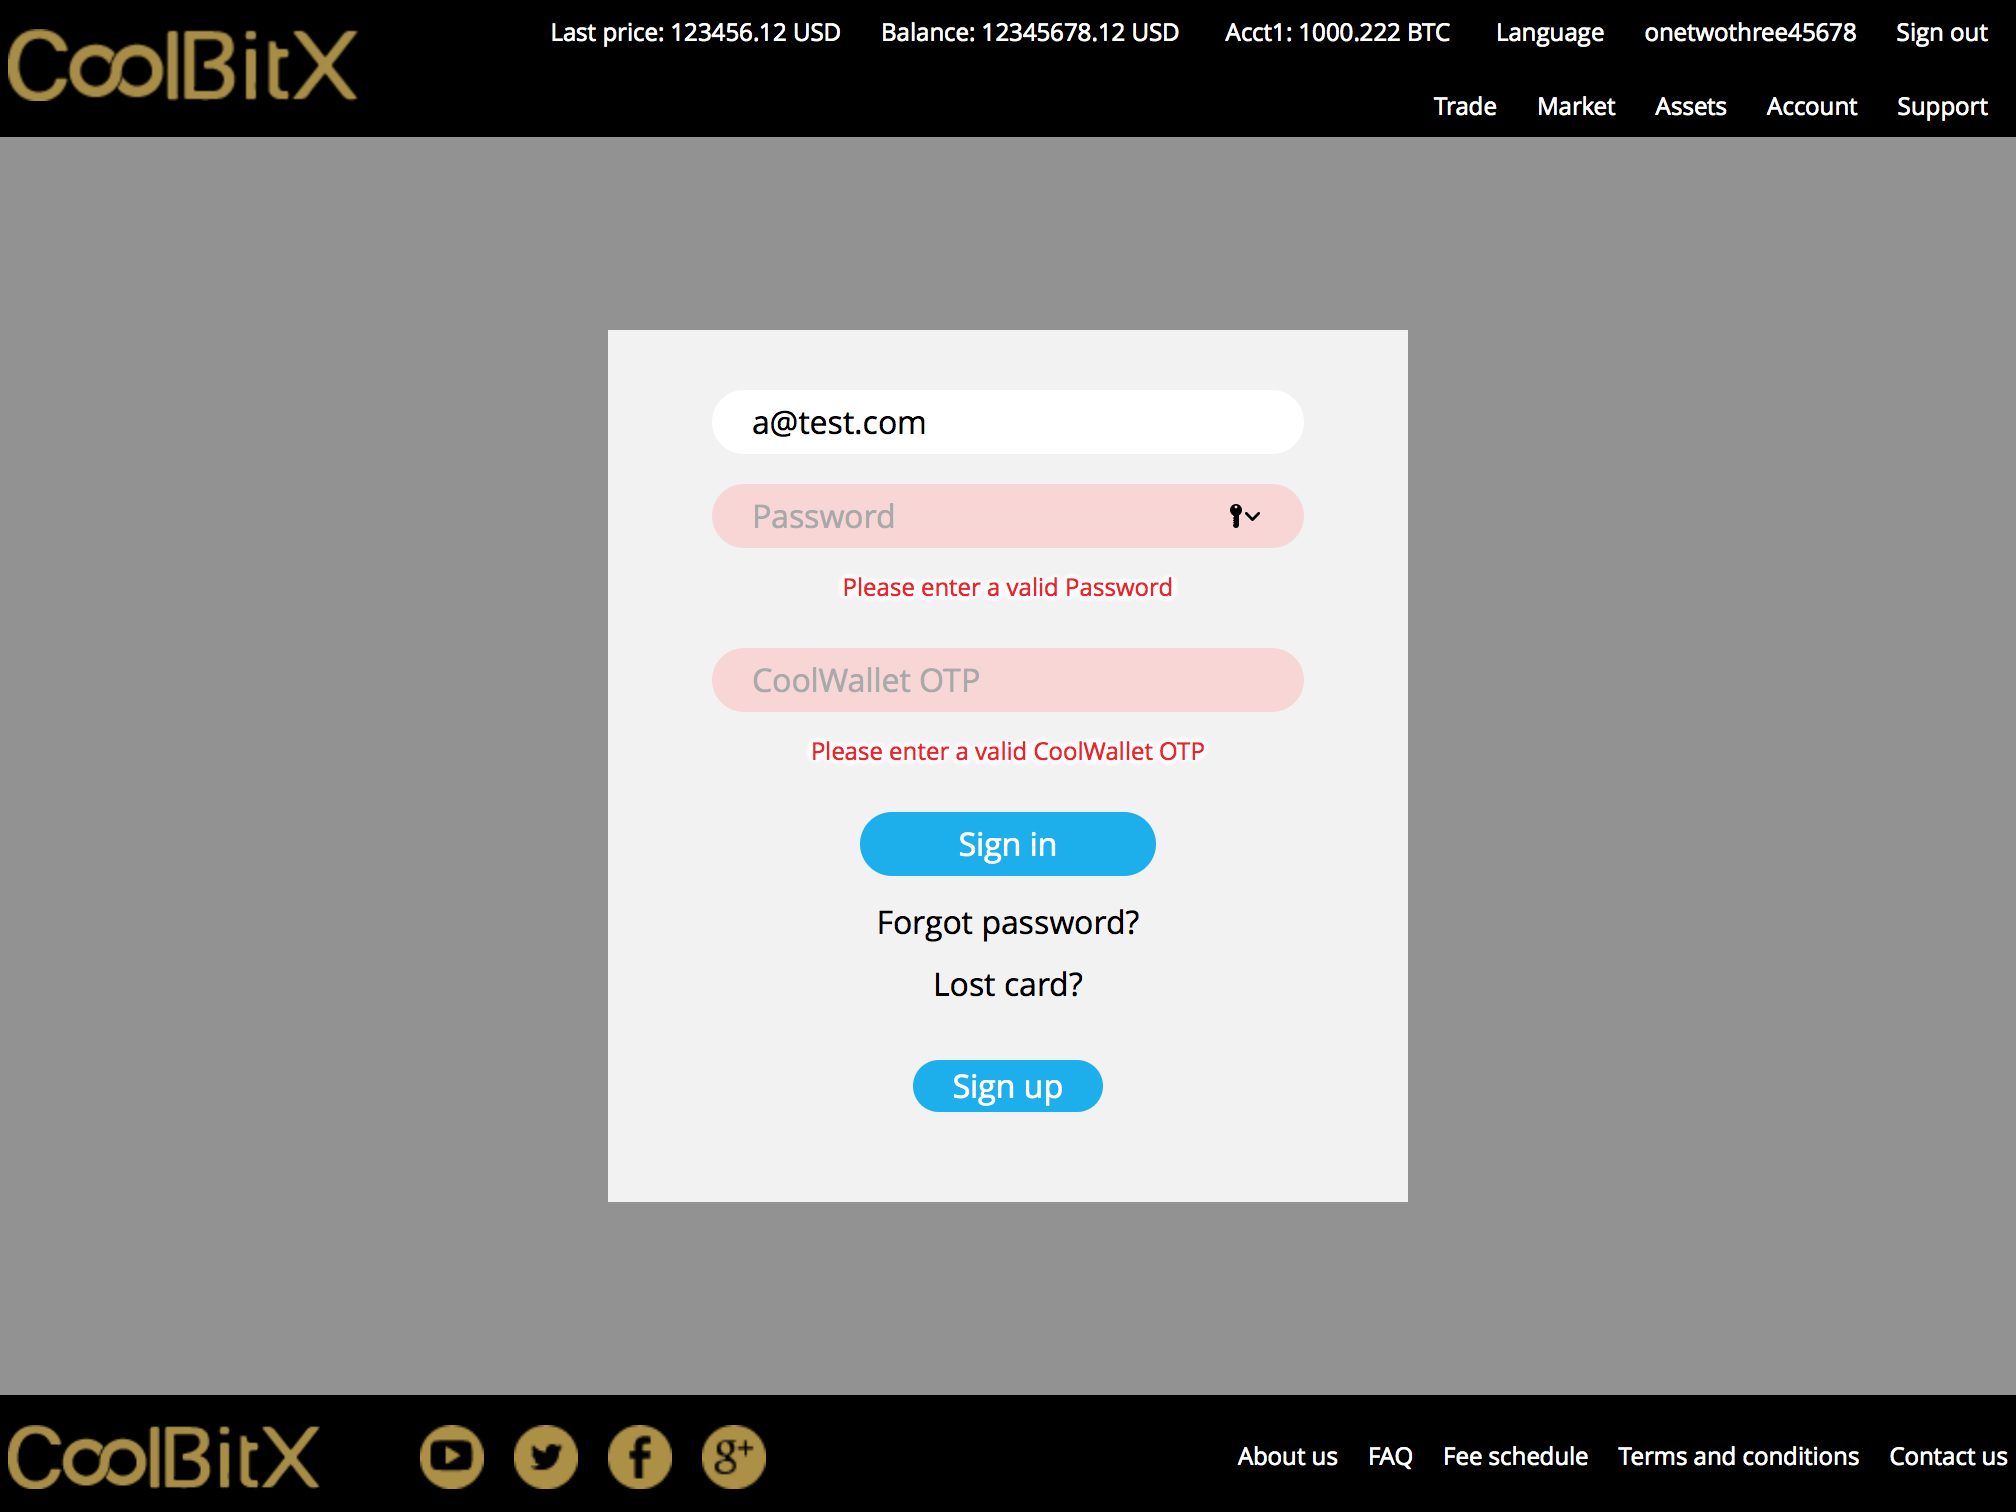 CoolBitX
Last price: 123456.12 USD Balance: 12345678.12 USD Acct1: 1000.222 BTC Language onetwothree45678 Sign out
Trade Market Assets Account Support
a@test.com
Password
Please enter a valid Password
CoolWallet OTP
Please enter a valid CoolWallet OTP
Sign in
Forgot password?
Lost card?
Sign up
CoolBitX
g+
About us FAQ Fee schedule Terms and conditions Contact us